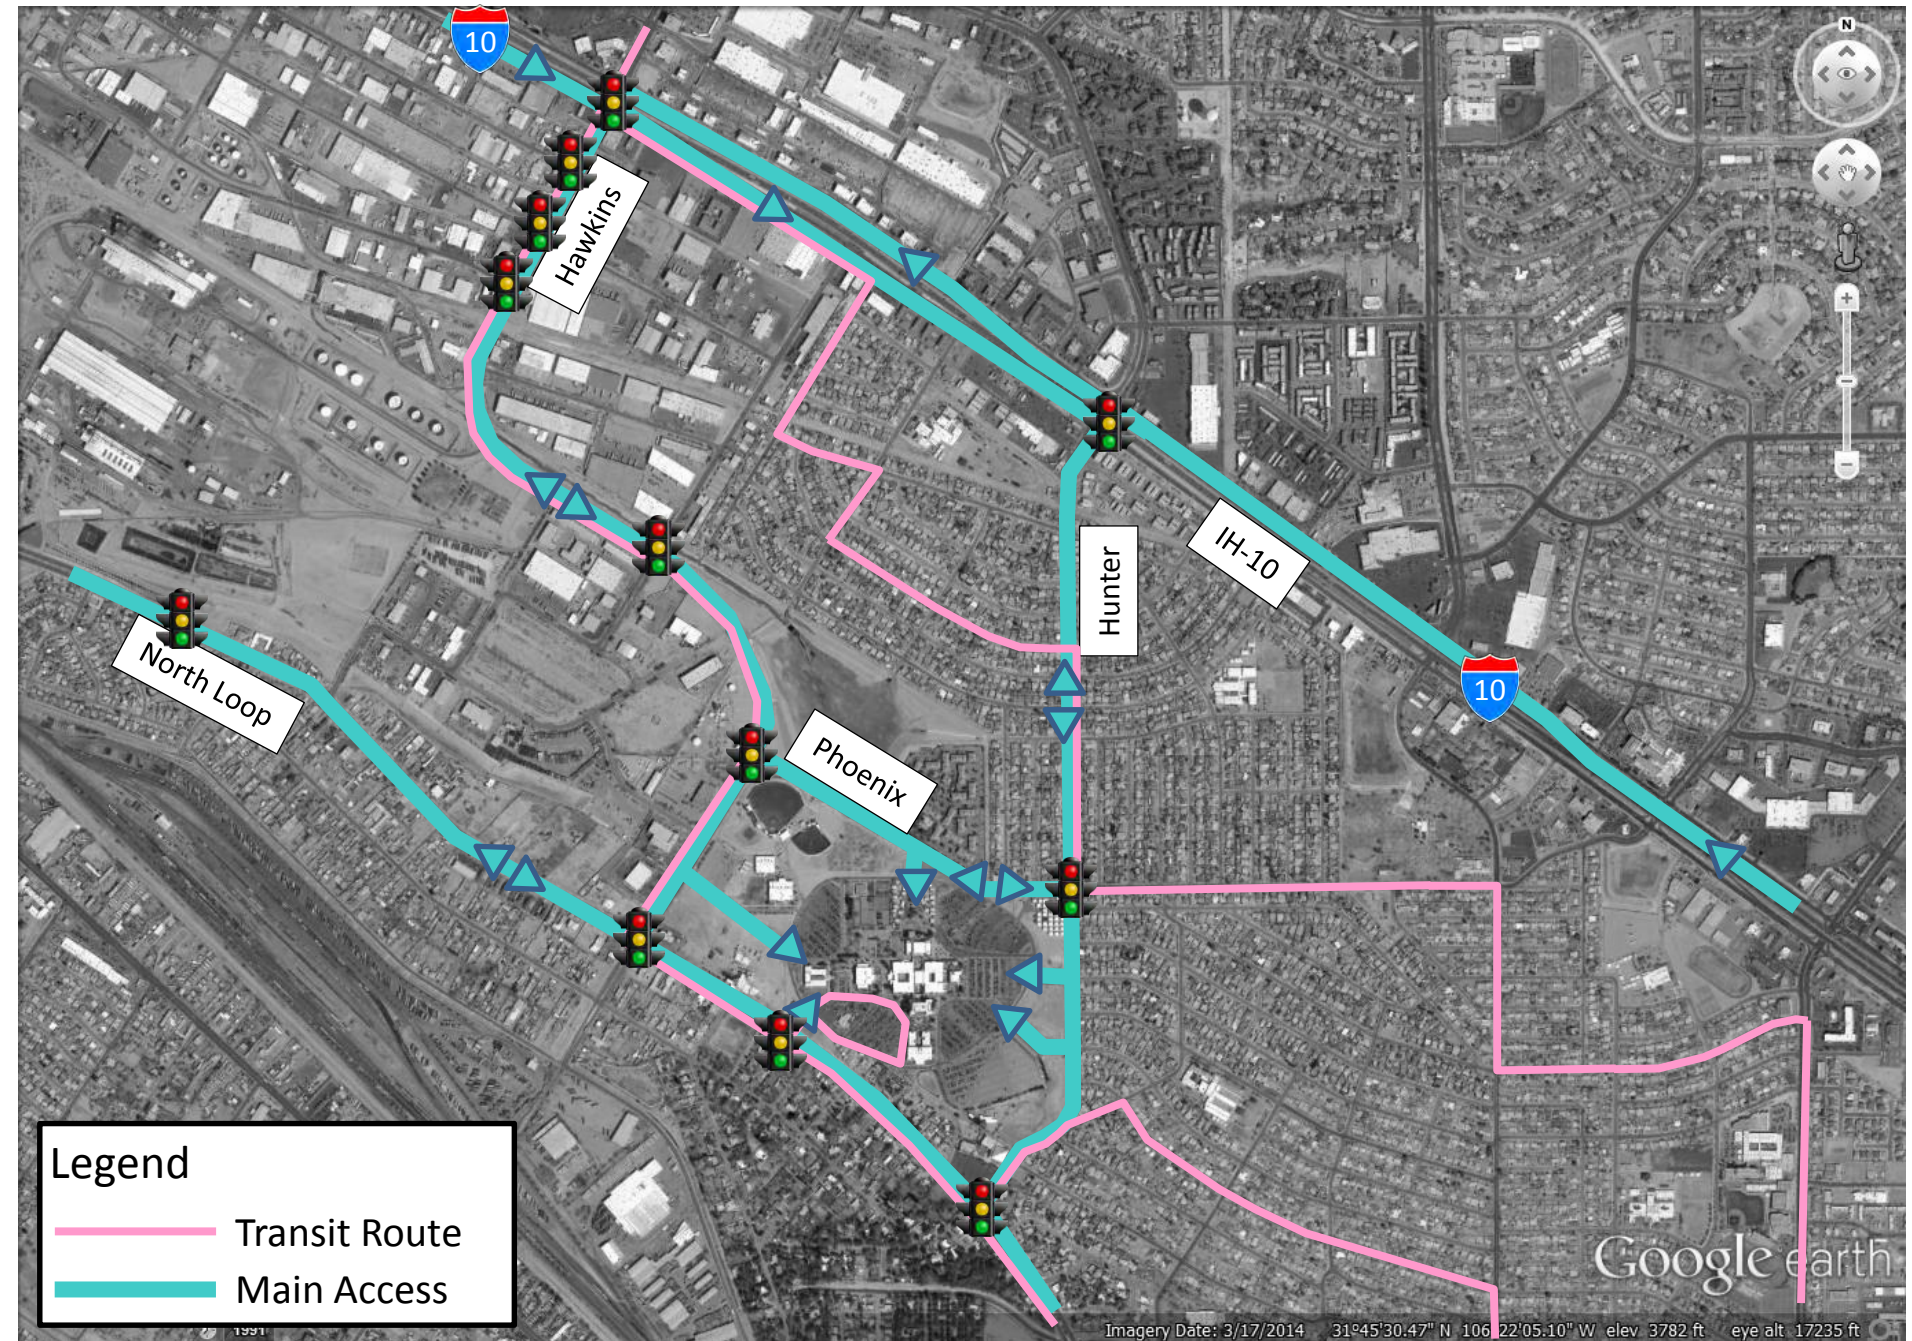 10
N
Hawkins
IH-10
Hunter
10
North Loop
Phoenix
Legend
Transit Route
Main Access
Google earth
1991
Imagery Date: 3/17/2014 31°45'30.47" N 106°22'05.10" W elev 3782 ft eye alt 17235 ft